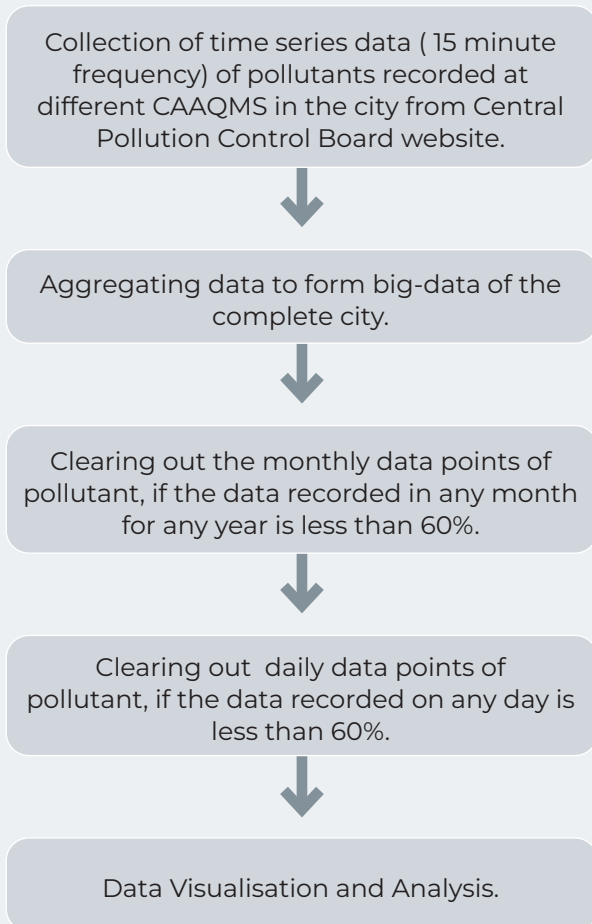 Collection of time series data ( 15 minute
frequency) of pollutants recorded at
different CAAQMS in the city from Central
Pollution Control Board website.
Aggregating data to form big-data of the
complete city.
Clearing out the monthly data points of
pollutant, if the data recorded in any month
for any year is less than 60%.
Clearing out daily data points of
pollutant, if the data recorded on any day is
less than 60%.
Data Visualisation and Analysis.